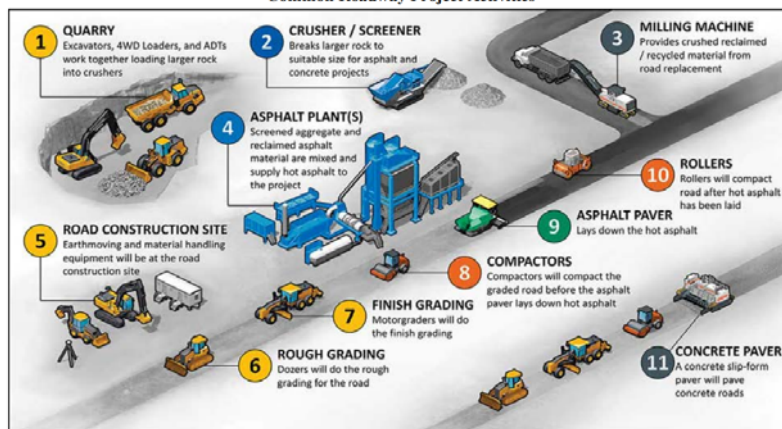 Common Roadway Project Activities
1
QUARRY
Excavators, 4WD Loaders, and ADTs
work together loading larger rock
into crushers
2
CRUSHER / SCREENER
Breaks larger rock to
suitable size for asphalt and
concrete projects
3
MILLING MACHINE
Provides crushed reclaimed
/ recycled material from
road replacement
4
ASPHALT PLANT(S)
Screened aggregate and
reclaimed asphalt
material are mixed and
supply hot asphalt to
the project
5
ROAD CONSTRUCTION SITE
Earthmoving and material handling
equipment will be at the road
construction site
6
ROUGH GRADING
Dozers will do the rough
grading for the road
7
FINISH GRADING
Motorgraders will do
the finish grading
8
COMPACTORS
Compactors will compact the
graded road before the asphalt
paver lays down hot asphalt
9
ASPHALT PAVER
Lays down the hot asphalt
10
ROLLERS
Rollers will compact
road after hot asphalt
has been laid
11
CONCRETE PAVER
A concrete slip-form
paver will pave
concrete roads